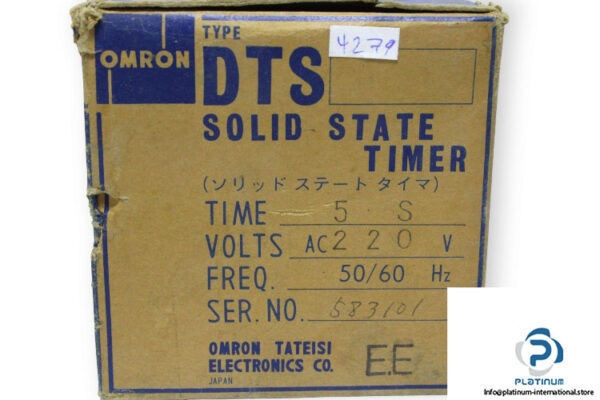 TYPE
4279
OMRON
DTS
SOLID STATE
TIMER
(ソリッド ステート タイマ)
TIME 5 S
VOLTS AC 220 V
FREQ. 50/60 Hz
SER. NO. 583101
OMRON TATEISI
ELECTRONICS CO.
JAPAN
E.E
PLATINUM
Info@platinum-international.store